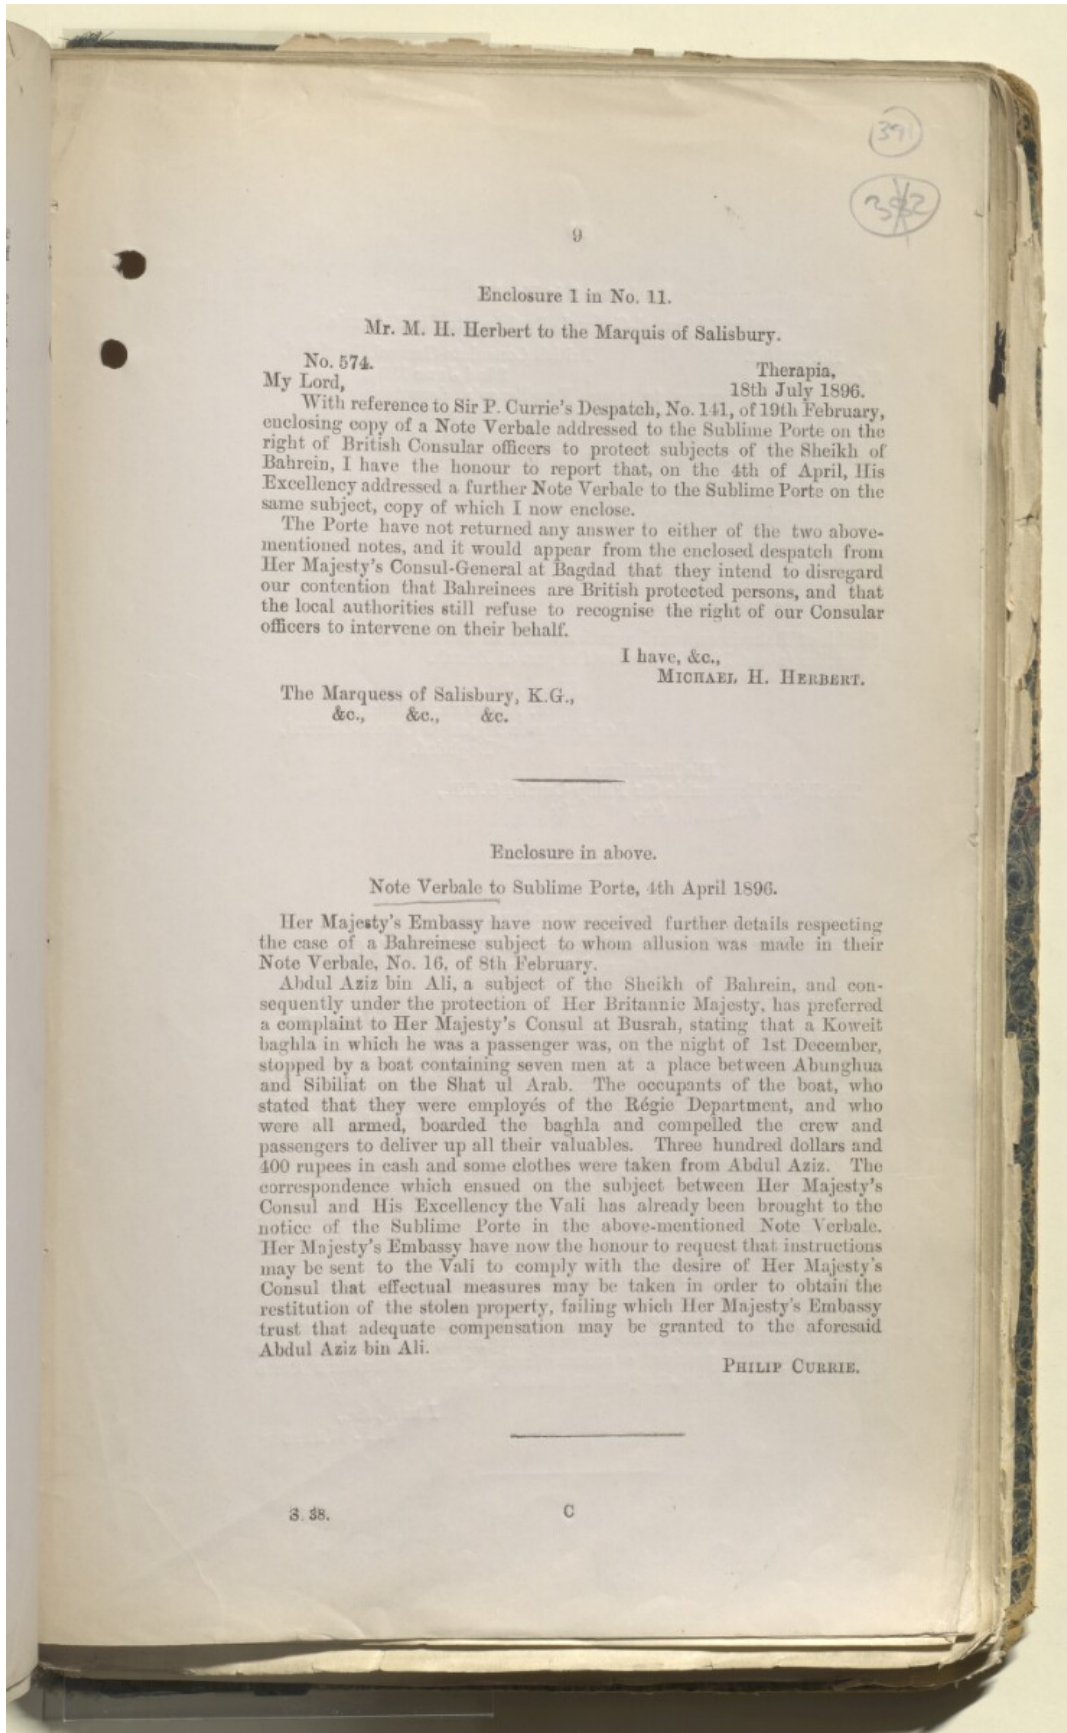 391
392
9
Enclosure 1 in No. 11.
Mr. M. H. Herbert to the Marquis of Salisbury.
No. 574.
Therapia,
My Lord,
18th July 1896.
With reference to Sir P. Currie's Despatch, No. 141, of 19th February,
enclosing copy of a Note Verbale addressed to the Sublime Porte on the
right of British Consular officers to protect subjects of the Sheikh of
Bahrein, I have the honour to report that, on the 4th of April, His
Excellency addressed a further Note Verbale to the Sublime Porte on the
same subject, copy of which I now enclose.
The Porte have not returned any answer to either of the two above-
mentioned notes, and it would appear from the enclosed despatch from
Her Majesty's Consul-General at Bagdad that they intend to disregard
our contention that Bahreinees are British protected persons, and that
the local authorities still refuse to recognise the right of our Consular
officers to intervene on their behalf.
I have, &c.,
MICHAEL H. HERBERT.
The Marquess of Salisbury, K.G.,
&c., &c., &c.
Enclosure in above.
Note Verbale to Sublime Porte, 4th April 1896.
Her Majesty's Embassy have now received further details respecting
the case of a Bahreinese subject to whom allusion was made in their
Note Verbale, No. 16, of 8th February.
Abdul Aziz bin Ali, a subject of the Sheikh of Bahrein, and con-
sequently under the protection of Her Britannic Majesty, has preferred
a complaint to Her Majesty's Consul at Busrah, stating that a Koweit
baghla in which he was a passenger was, on the night of 1st December,
stopped by a boat containing seven men at a place between Abunghua
and Sibiliat on the Shat ul Arab. The occupants of the boat, who
stated that they were employés of the Régie Department, and who
were all armed, boarded the baghla and compelled the crew and
passengers to deliver up all their valuables. Three hundred dollars and
400 rupees in cash and some clothes were taken from Abdul Aziz. The
correspondence which ensued on the subject between Her Majesty's
Consul and His Excellency the Vali has already been brought to the
notice of the Sublime Porte in the above-mentioned Note Verbale.
Her Majesty's Embassy have now the honour to request that instructions
may be sent to the Vali to comply with the desire of Her Majesty's
Consul that effectual measures may be taken in order to obtain the
restitution of the stolen property, failing which Her Majesty's Embassy
trust that adequate compensation may be granted to the aforesaid
Abdul Aziz bin Ali.
PHILIP CURRIE.
S. 38.
C